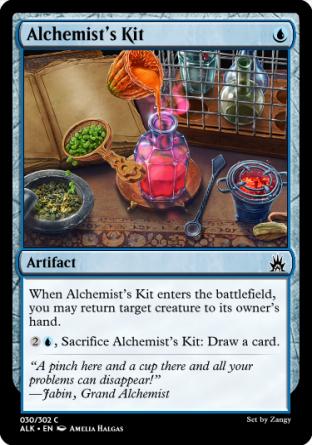 Alchemist's Kit
Artifact
When Alchemist's Kit enters the battlefield,
you may return target creature to its owner's
hand.
2, Sacrifice Alchemist's Kit: Draw a card.
"A pinch here and a cup there and all your
problems can disappear!"
—Jabin, Grand Alchemist
030/302 C
Set by Zangy
ALK • EN Amelia Halgas